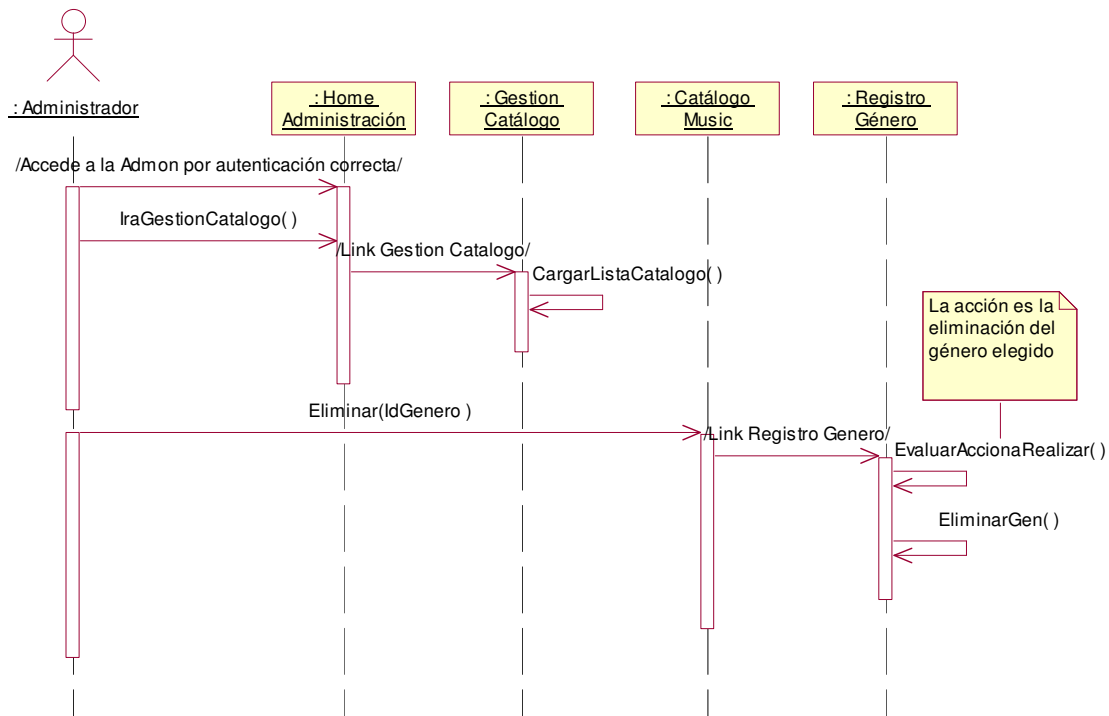 : Administrador
: Home
Administración
: Gestion
Catálogo
: Catálogo
Music
: Registro
Género
/Accede a la Admon por autenticación correcta/
IraGestionCatalogo( )
/Link Gestion Catalogo/
CargarListaCatalogo( )
La acción es la
eliminación del
género elegido
Eliminar(IdGenero )
/Link Registro Genero/
EvaluarAccionaRealizar( )
EliminarGen( )